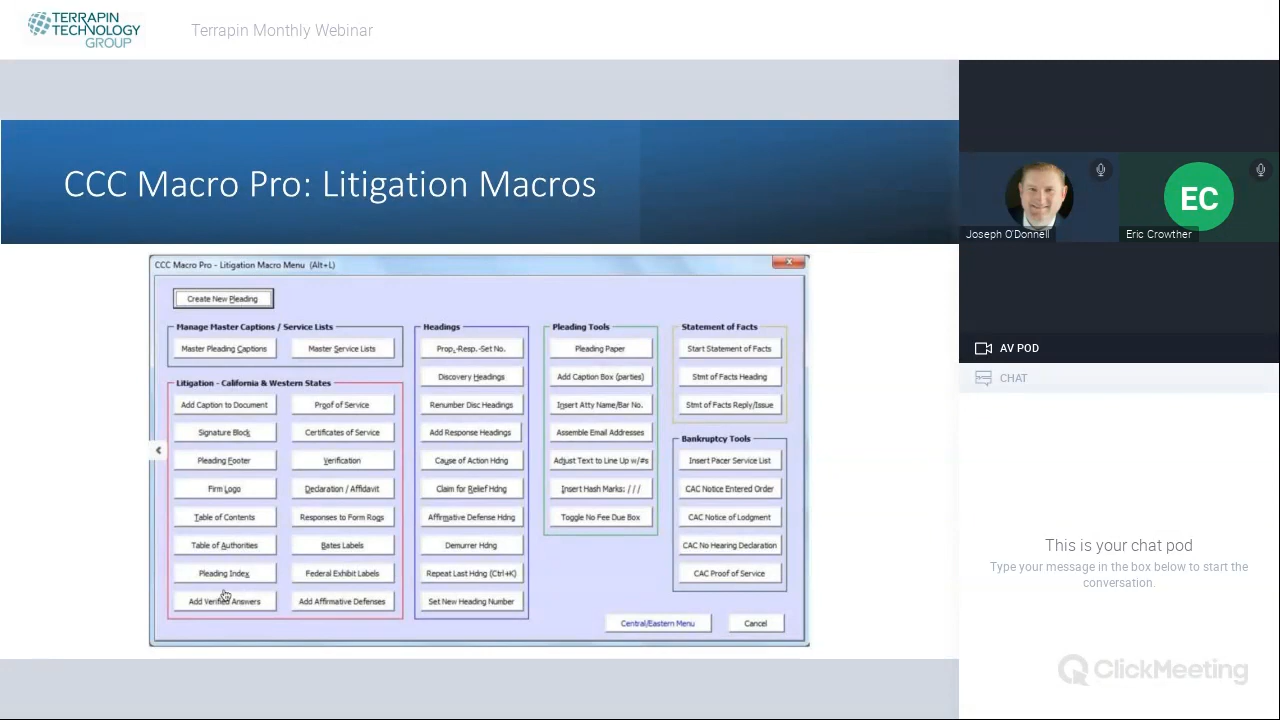 TERRAPIN
TECHNOLOGY
GROUP
Terrapin Monthly Webinar
CCC Macro Pro: Litigation Macros
CCC Macro Pro - Litigation Macro Menu (Alt+L)
Create New Pleading
Manage Master Captions / Service Lists
Master Pleading Captions
Master Service Lists
Litigation - California & Western States
Add Caption to Document
Proof of Service
Signature Block
Certificates of Service
Pleading Footer
Verification
Firm Logo
Declaration / Affidavit
Table of Contents
Responses to Form Rogs
Table of Authorities
Bates Labels
Pleading Index
Federal Exhibit Labels
Add Verified Answers
Add Affirmative Defenses
Headings
Prop.-Resp.-Set No.
Discovery Headings
Renumber Disc Headings
Add Response Headings
Cause of Action Hdng
Claim for Relief Hdng
Affirmative Defense Hdng
Demurrer Hdng
Repeat Last Hdng (Ctrl+K)
Set New Heading Number
Pleading Tools
Pleading Paper
Add Caption Box (parties)
Insert Atty Name/Bar No.
Assemble Email Addresses
Adjust Text to Line Up w/#s
Insert Hash Marks: / / /
Toggle No Fee Due Box
Statement of Facts
Start Statement of Facts
Stmt of Facts Heading
Stmt of Facts Reply/Issue
Bankruptcy Tools
Insert Pacer Service List
CAC Notice Entered Order
CAC Notice of Lodgment
CAC No Hearing Declaration
CAC Proof of Service
Central/Eastern Menu
Cancel
Joseph O'Donnell
EC
Eric Crowther
AV POD
CHAT
This is your chat pod
Type your message in the box below to start the
conversation.
ClickMeeting